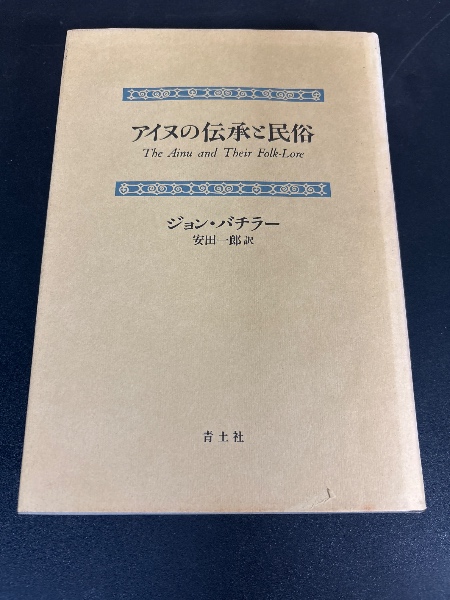 アイヌの伝承と民俗
The Ainu and Their Folk-Lore
ジョン・バチラー
安田一郎訳
青土社